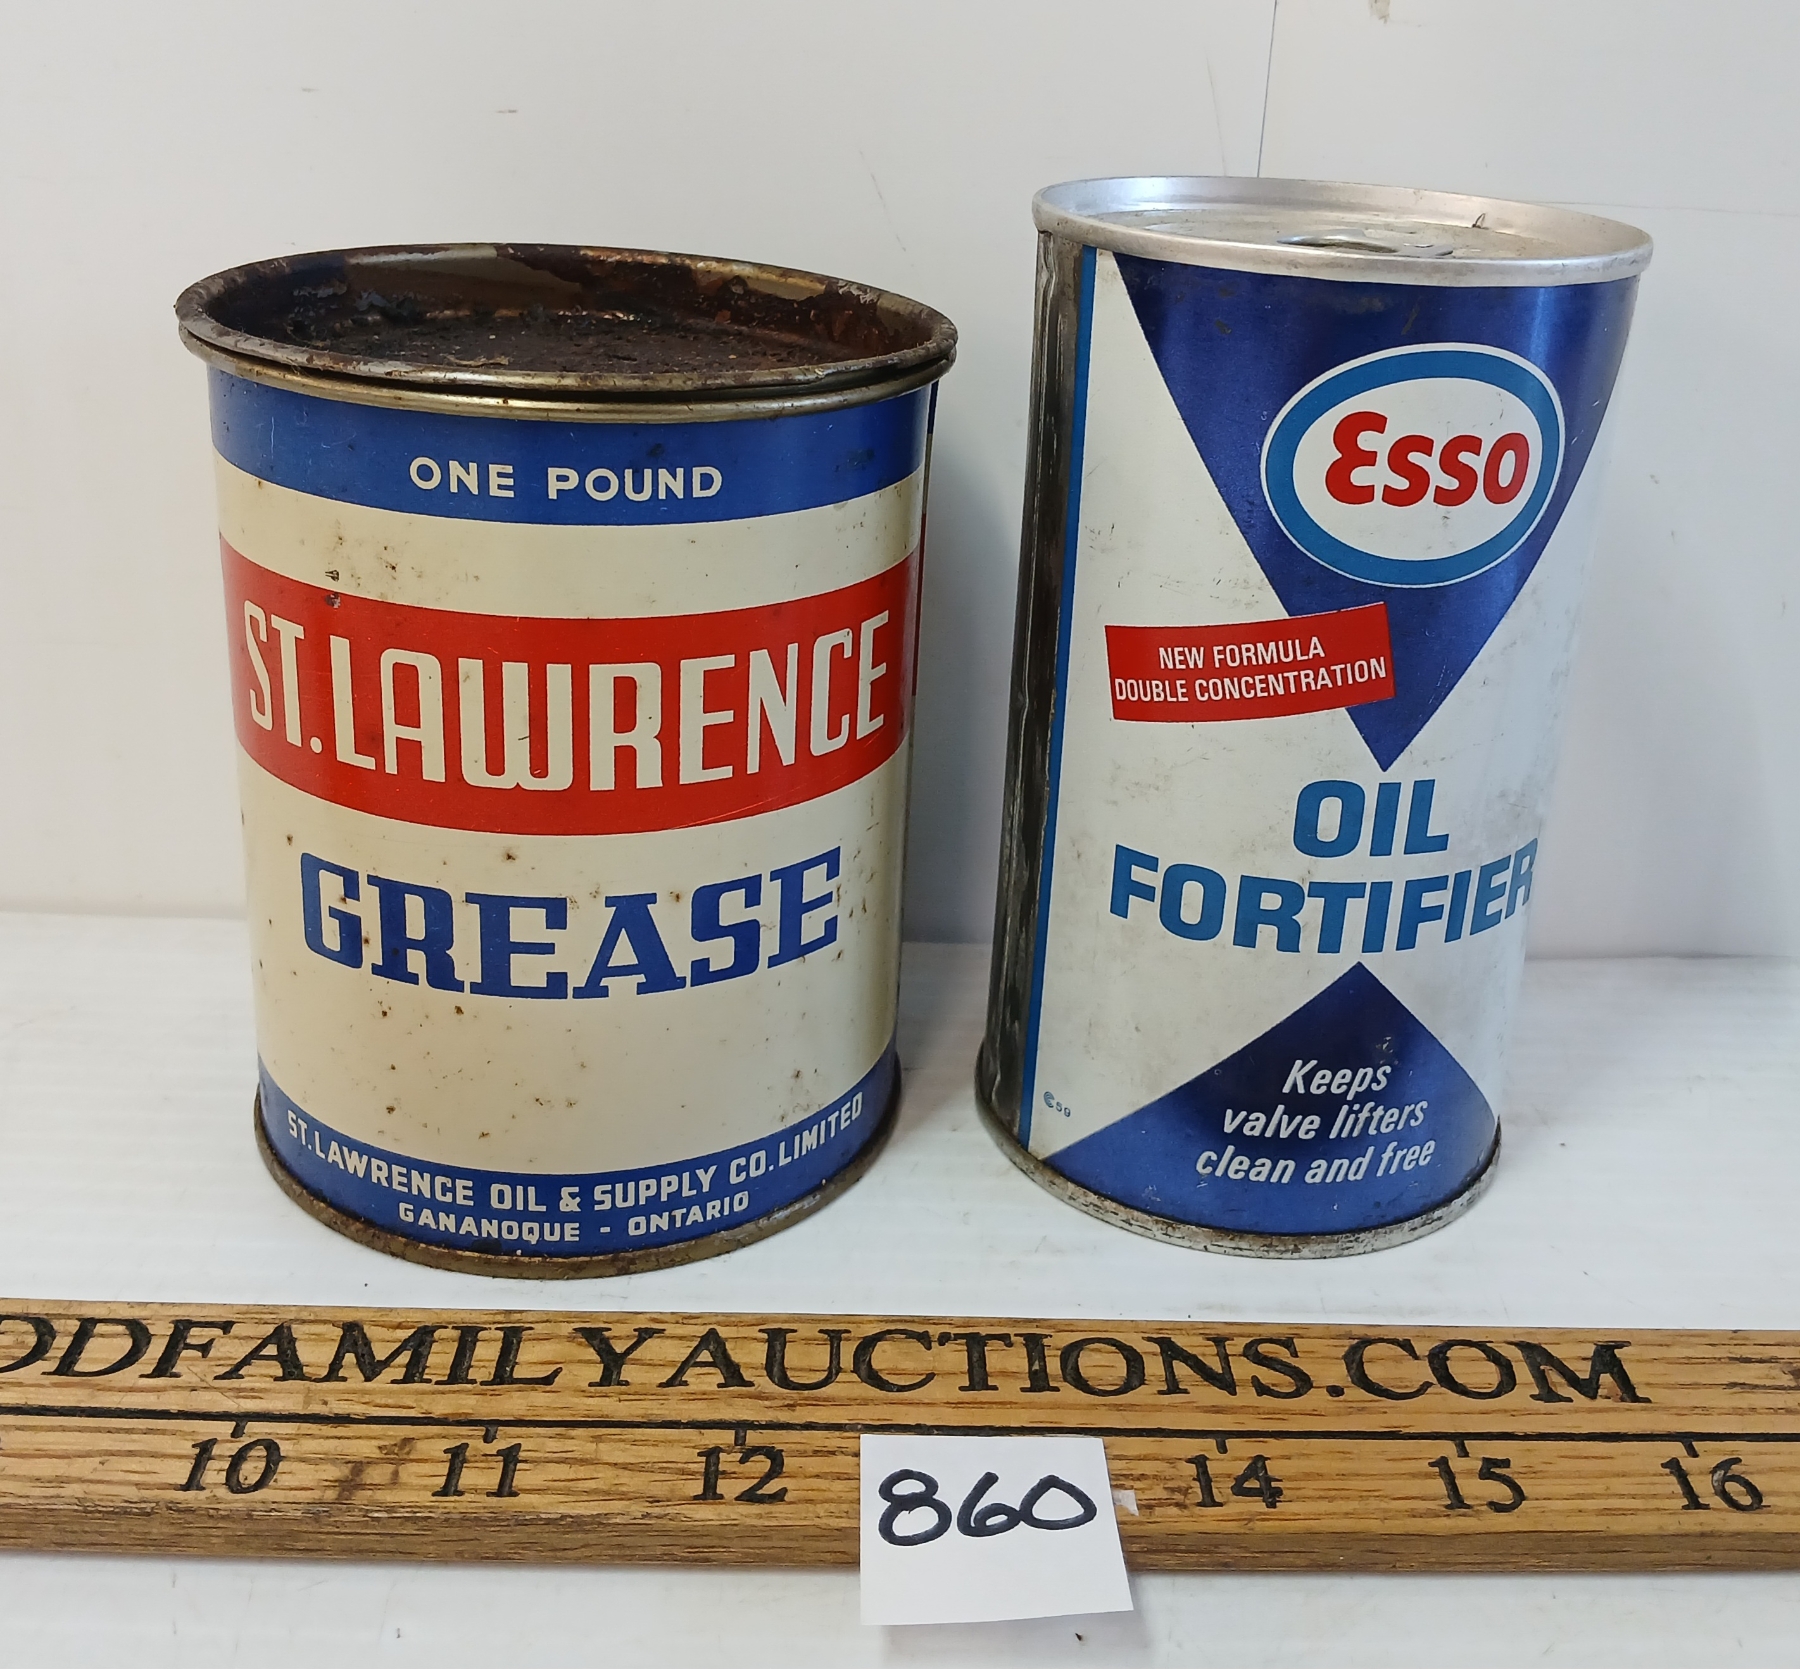 ONE POUND
ST. LAWRENCE
GREASE
ST. LAWRENCE OIL & SUPPLY CO. LIMITED
GANANOQUE - ONTARIO
Esso
NEW FORMULA
DOUBLE CONCENTRATION
OIL
FORTIFIER
Keeps
valve lifters
clean and free
DDFAMILYAUCTIONS.COM
10 11 12 14 15 16
860